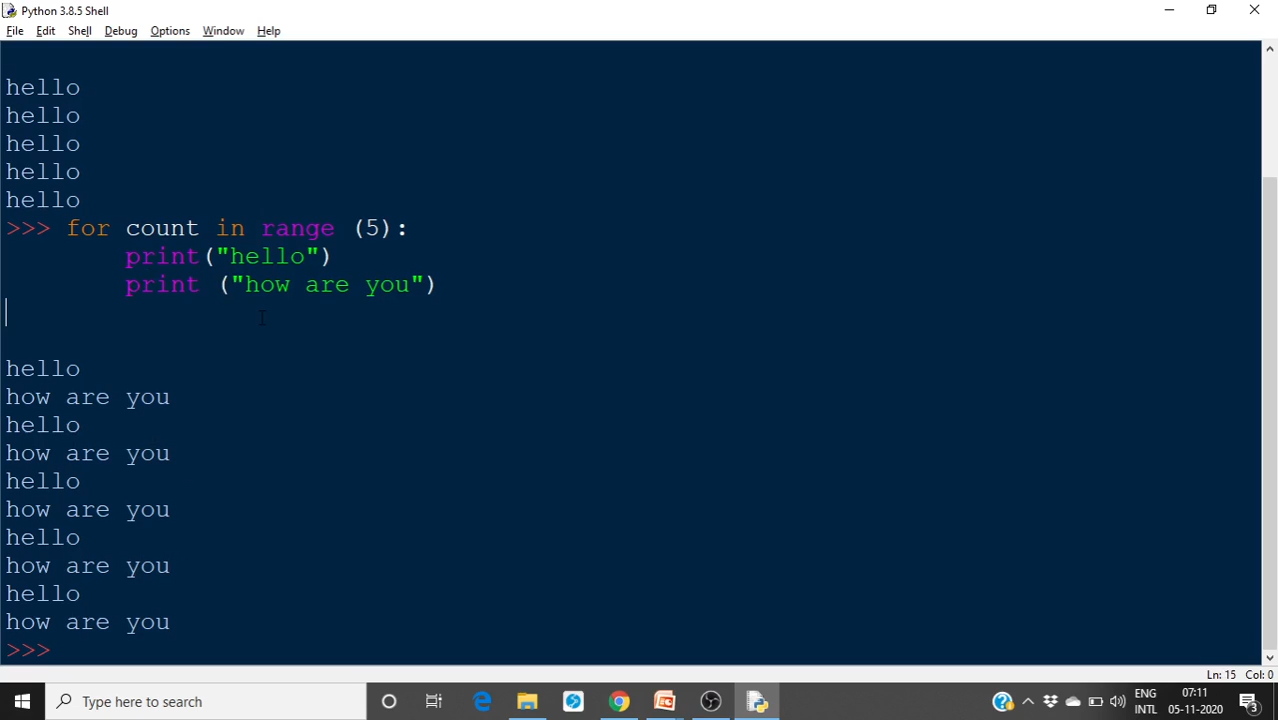 Python 3.8.5 Shell
File Edit Shell Debug Options Window Help
hello
hello
hello
hello
hello
>>> for count in range (5):
        print("hello")
        print ("how are you")
hello
how are you
hello
how are you
hello
how are you
hello
how are you
hello
how are you
>>>
Ln: 15 Col: 0
Type here to search
ENG
INTL
07:11
05-11-2020
3